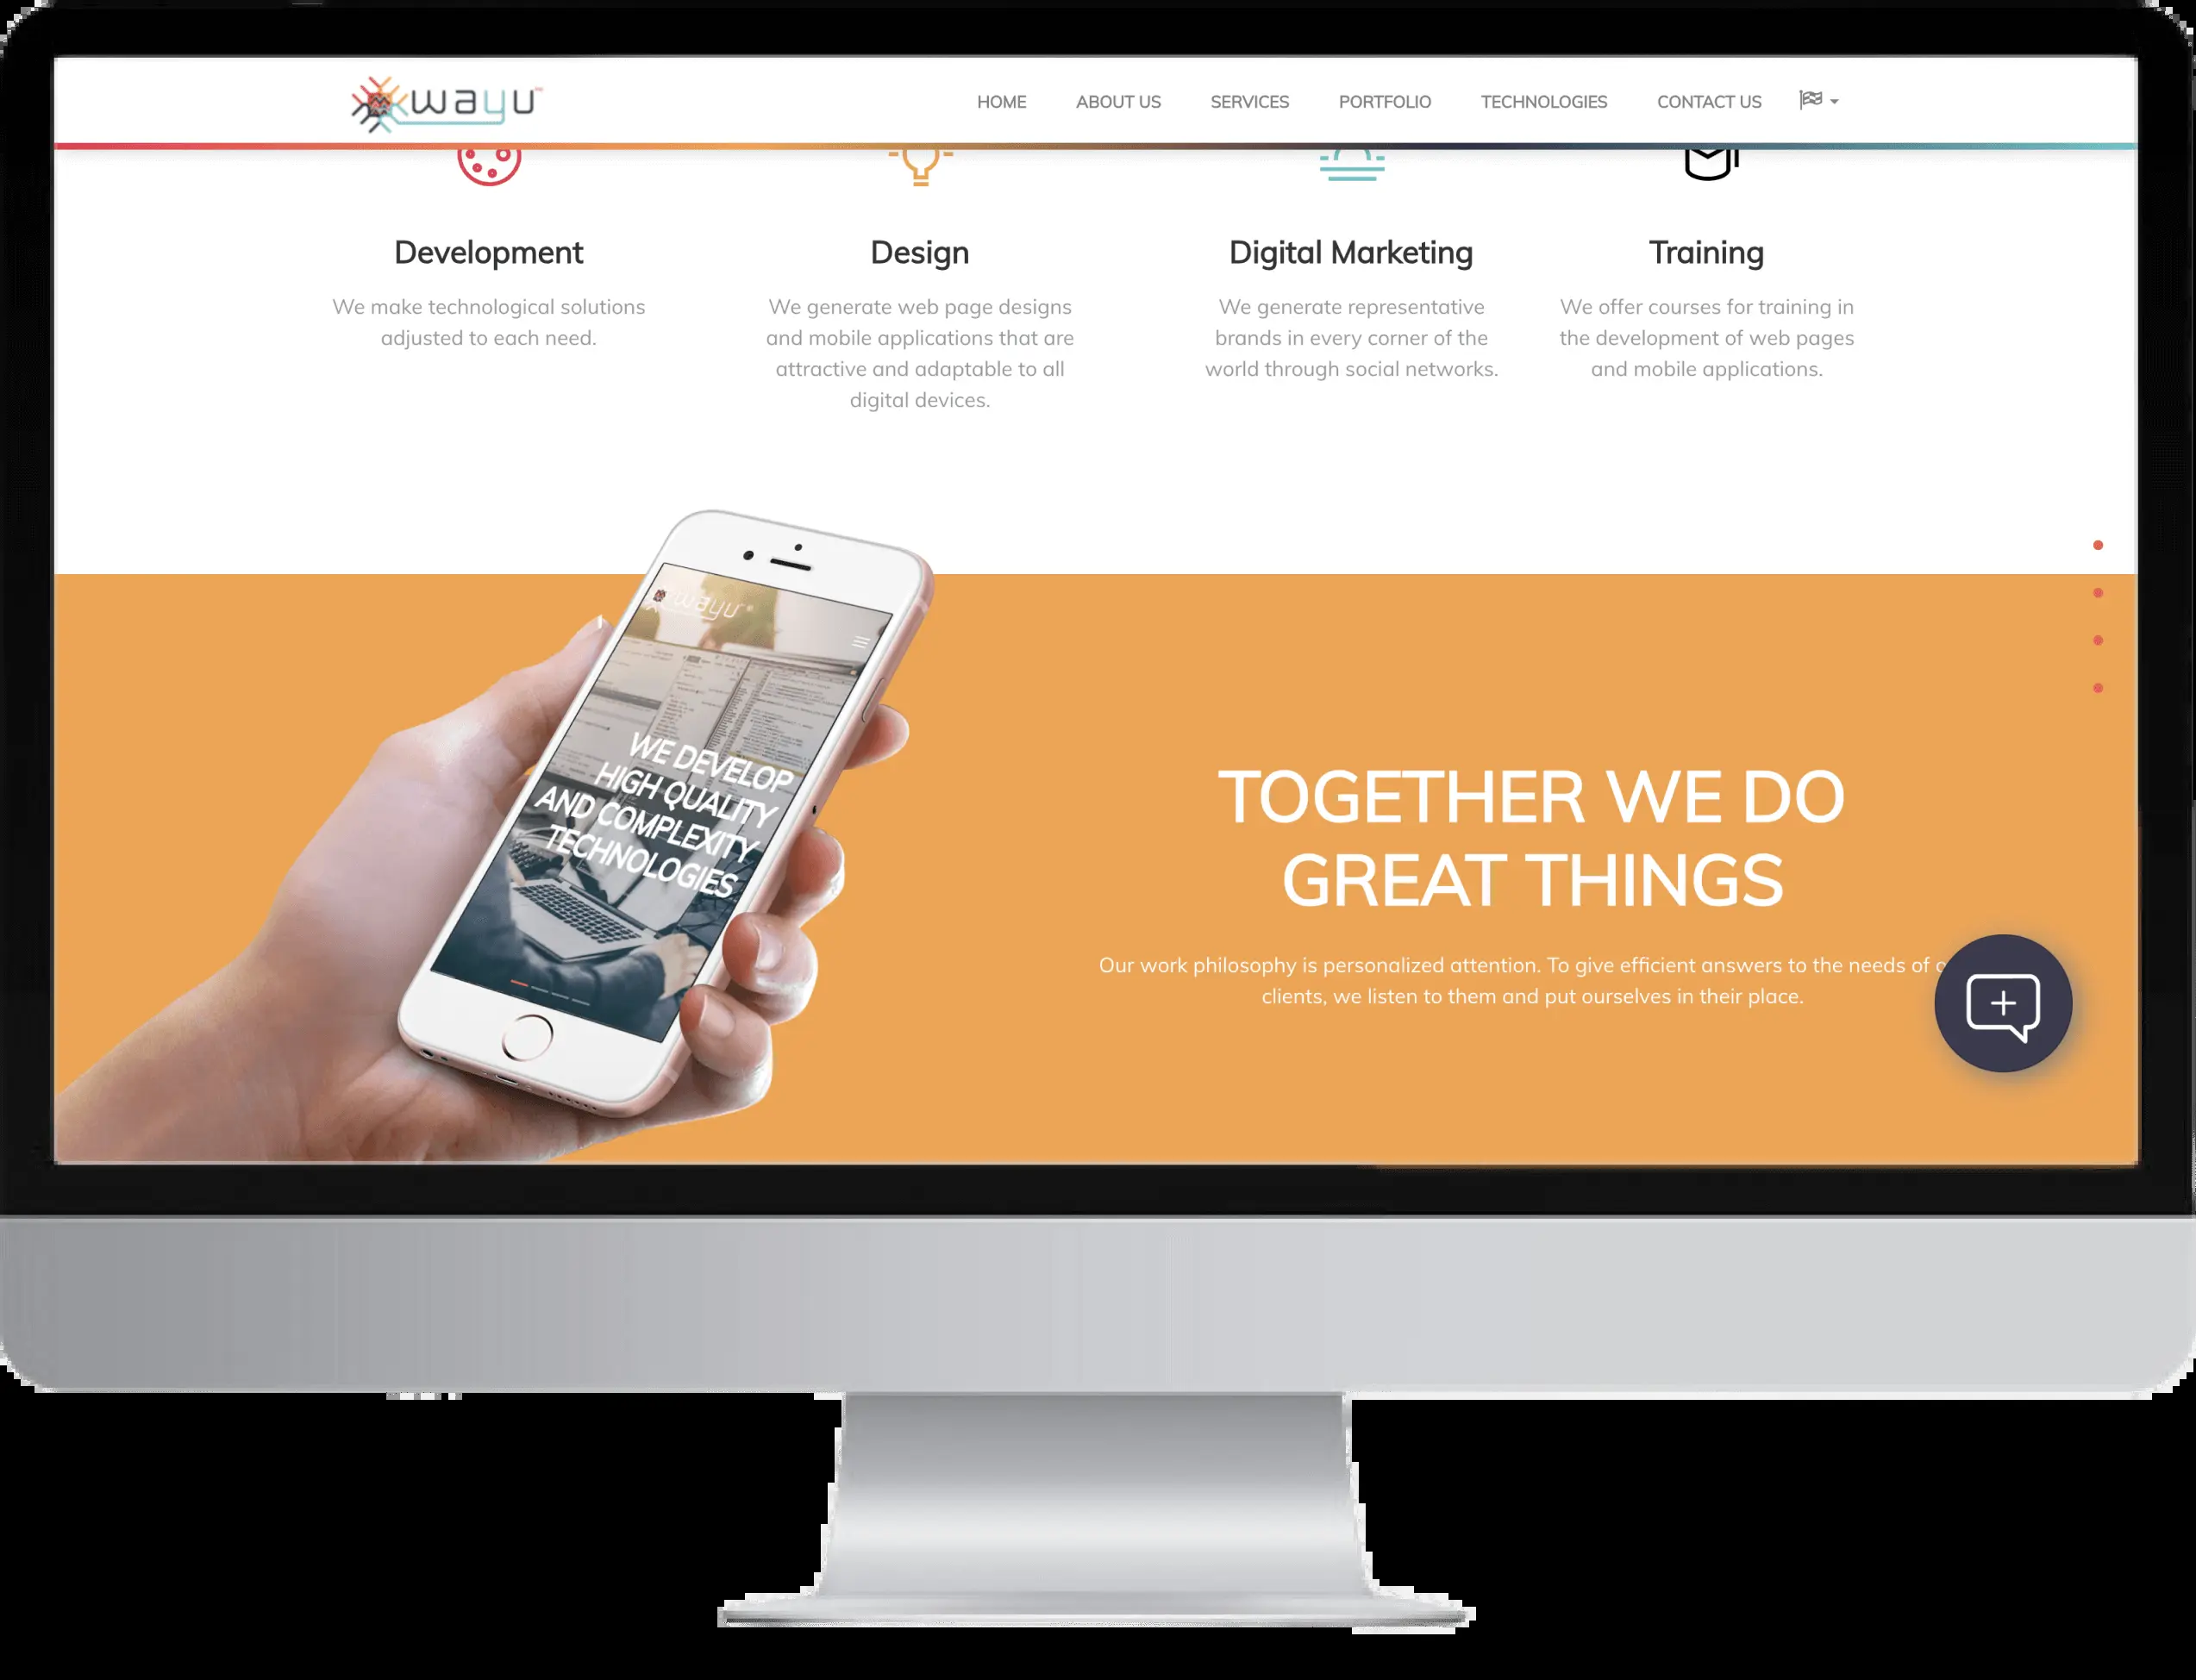 wayu
HOME ABOUT US SERVICES PORTFOLIO TECHNOLOGIES CONTACT US
Development
We make technological solutions
adjusted to each need.
Design
We generate web page designs
and mobile applications that are
attractive and adaptable to all
digital devices.
Digital Marketing
We generate representative
brands in every corner of the
world through social networks.
Training
We offer courses for training in
the development of web pages
and mobile applications.
wayu
WE DEVELOP
HIGH QUALITY
AND COMPLEXITY
TECHNOLOGIES
TOGETHER WE DO
GREAT THINGS
Our work philosophy is personalized attention. To give efficient answers to the needs of
clients, we listen to them and put ourselves in their place.